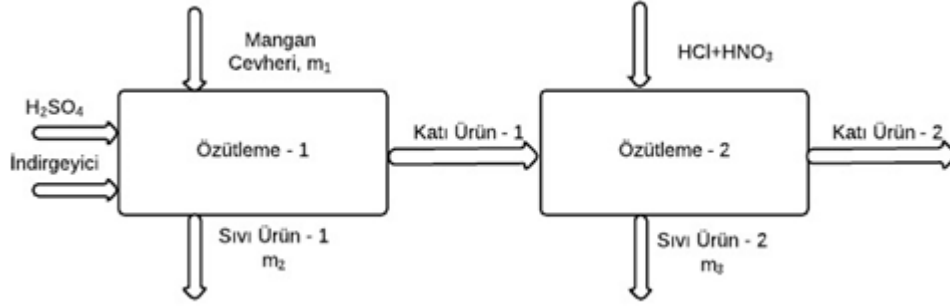 Mangan
Cevheri, m₁
H₂SO₄
İndirgeyici
Özütleme - 1
Sıvı Ürün - 1
m₂
Katı Ürün - 1
HCl+HNO₃
Özütleme - 2
Sıvı Ürün - 2
m₃
Katı Ürün - 2